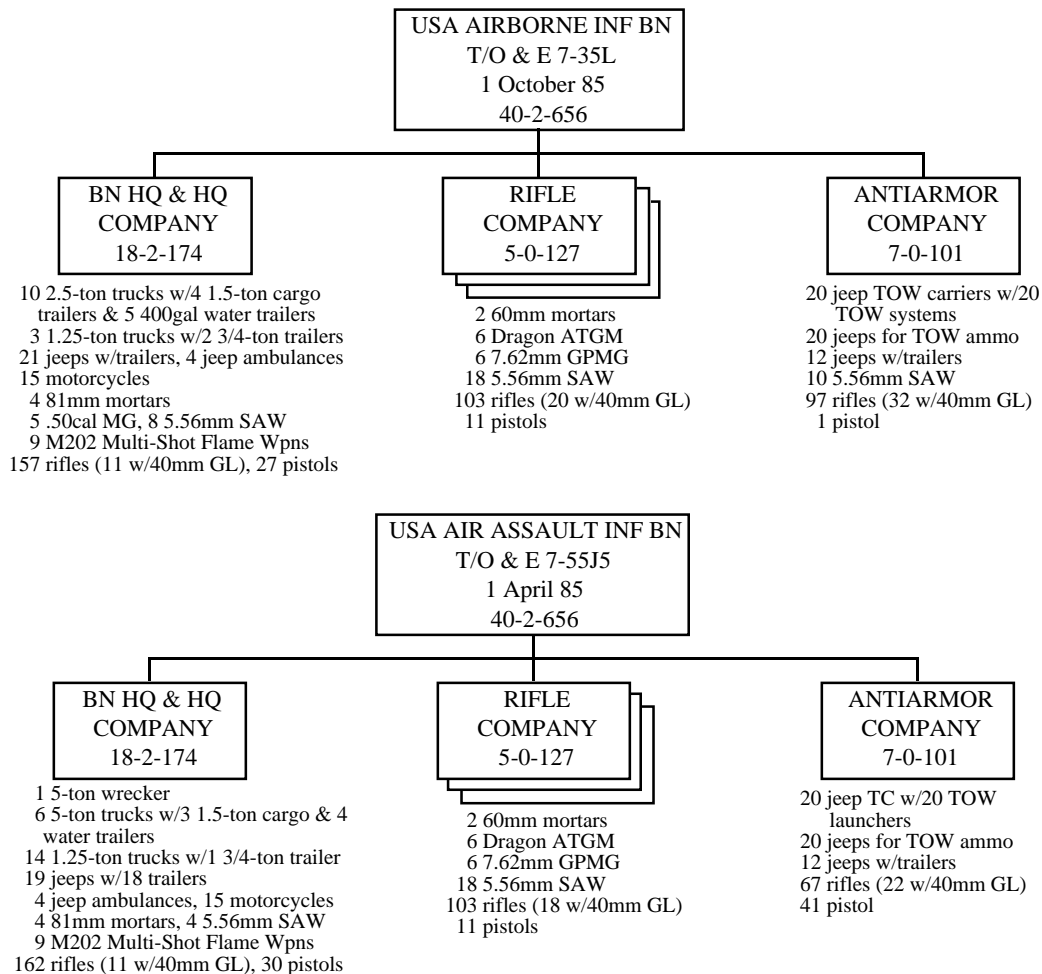 USA AIRBORNE INF BN
T/O & E 7-35L
1 October 85
40-2-656
BN HQ & HQ
COMPANY
18-2-174
10 2.5-ton trucks w/4 1.5-ton cargo
trailers & 5 400gal water trailers
3 1.25-ton trucks w/2 3/4-ton trailers
21 jeeps w/trailers, 4 jeep ambulances
15 motorcycles
4 81mm mortars
5 .50cal MG, 8 5.56mm SAW
9 M202 Multi-Shot Flame Wpns
157 rifles (11 w/40mm GL), 27 pistols
RIFLE
COMPANY
5-0-127
2 60mm mortars
6 Dragon ATGM
6 7.62mm GPMG
18 5.56mm SAW
103 rifles (20 w/40mm GL)
11 pistols
ANTIARMOR
COMPANY
7-0-101
20 jeep TOW carriers w/20
TOW systems
20 jeeps for TOW ammo
12 jeeps w/trailers
10 5.56mm SAW
97 rifles (32 w/40mm GL)
1 pistol
USA AIR ASSAULT INF BN
T/O & E 7-55J5
1 April 85
40-2-656
BN HQ & HQ
COMPANY
18-2-174
1 5-ton wrecker
6 5-ton trucks w/3 1.5-ton cargo & 4
water trailers
14 1.25-ton trucks w/1 3/4-ton trailer
19 jeeps w/18 trailers
4 jeep ambulances, 15 motorcycles
4 81mm mortars, 4 5.56mm SAW
9 M202 Multi-Shot Flame Wpns
162 rifles (11 w/40mm GL), 30 pistols
RIFLE
COMPANY
5-0-127
2 60mm mortars
6 Dragon ATGM
6 7.62mm GPMG
18 5.56mm SAW
103 rifles (18 w/40mm GL)
11 pistols
ANTIARMOR
COMPANY
7-0-101
20 jeep TC w/20 TOW
launchers
20 jeeps for TOW ammo
12 jeeps w/trailers
67 rifles (22 w/40mm GL)
41 pistol